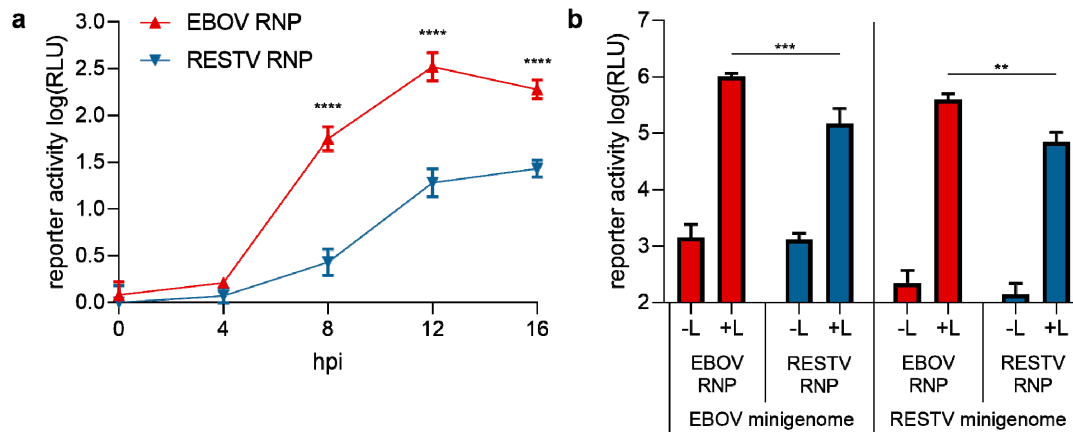 a
EBOV RNP
RESTV RNP
reporter activity log(RLU)
3.0
2.5
2.0
1.5
1.0
0.5
0.0
****
****
****
0 4 8 12 16
hpi
b
reporter activity log(RLU)
7
6
5
4
3
2
***
**
-L +L -L +L -L +L -L +L
EBOV RESTV EBOV RESTV
RNP RNP RNP RNP
EBOV minigenome RESTV minigenome